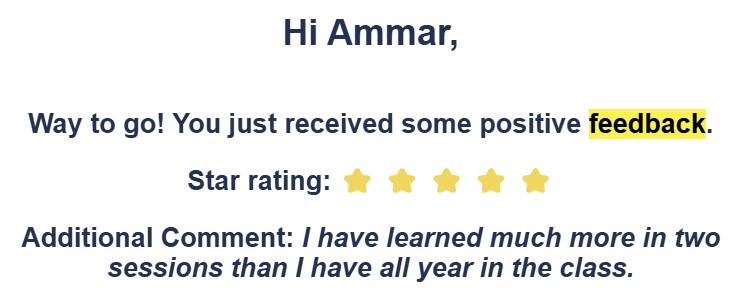 Hi Ammar,
Way to go! You just received some positive feedback.
Star rating:
Additional Comment: I have learned much more in two
sessions than I have all year in the class.